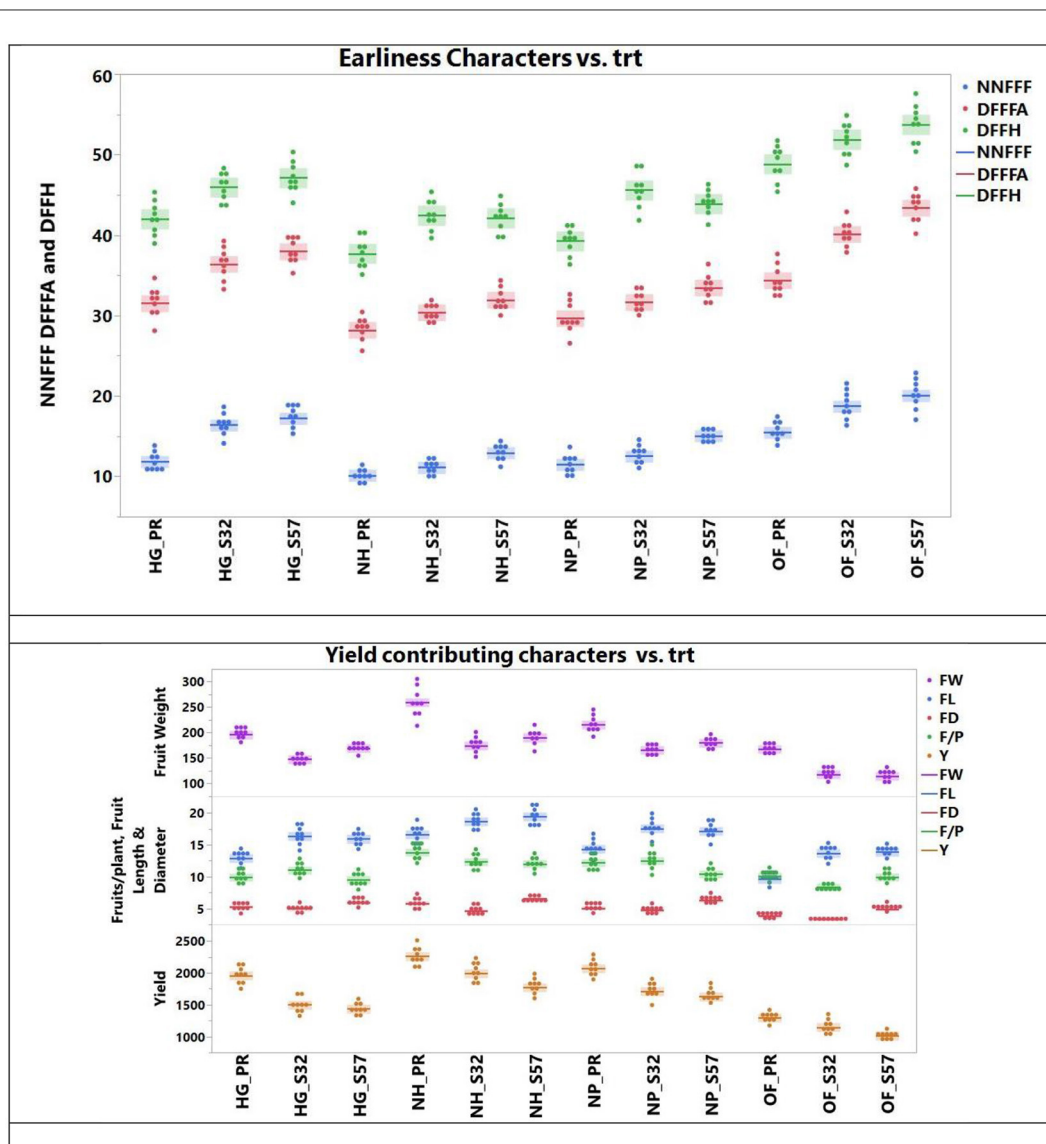 Earliness Characters vs. trt
NNFFF DFFFA and DFFH
60
50
40
30
20
10
NNFFF
DFFFA
DFFH
NNFFF
DFFFA
DFFH
HG_PR
HG_S32
HG_S57
NH_PR
NH_S32
NH_S57
NP_PR
NP_S32
NP_S57
OF_PR
OF_S32
OF_S57
Yield contributing characters vs. trt
Fruit Weight
300
250
200
150
100
Fruits/plant, Fruit
Length &
Diameter
20
15
10
5
Yield
2500
2000
1500
1000
FW
FL
FD
F/P
Y
FW
FL
FD
F/P
Y
HG_PR
HG_S32
HG_S57
NH_PR
NH_S32
NH_S57
NP_PR
NP_S32
NP_S57
OF_PR
OF_S32
OF_S57